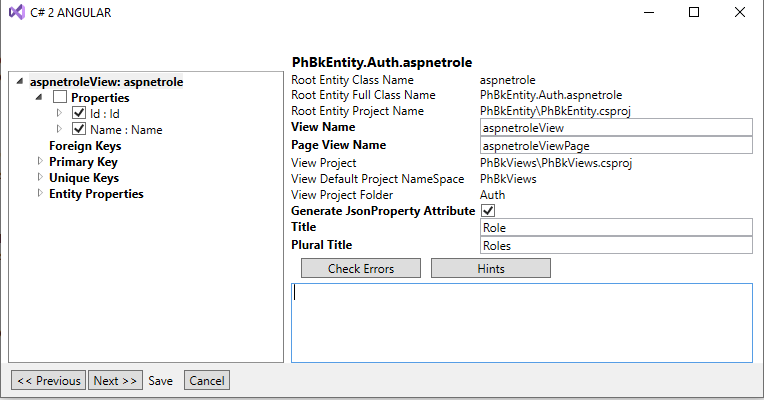 C# 2 ANGULAR
aspnetroleView: aspnetrole
Properties
Id : Id
Name : Name
Foreign Keys
Primary Key
Unique Keys
Entity Properties
PhBkEntity.Auth.aspnetrole
Root Entity Class Name aspnetrole
Root Entity Full Class Name PhBkEntity.Auth.aspnetrole
Root Entity Project Name PhBkEntity\PhBkEntity.csproj
View Name aspnetroleView
Page View Name aspnetroleViewPage
View Project PhBkViews\PhBkViews.csproj
View Default Project NameSpace PhBkViews
View Project Folder Auth
Generate JsonProperty Attribute
Title Role
Plural Title Roles
Check Errors Hints
<< Previous Next >> Save Cancel